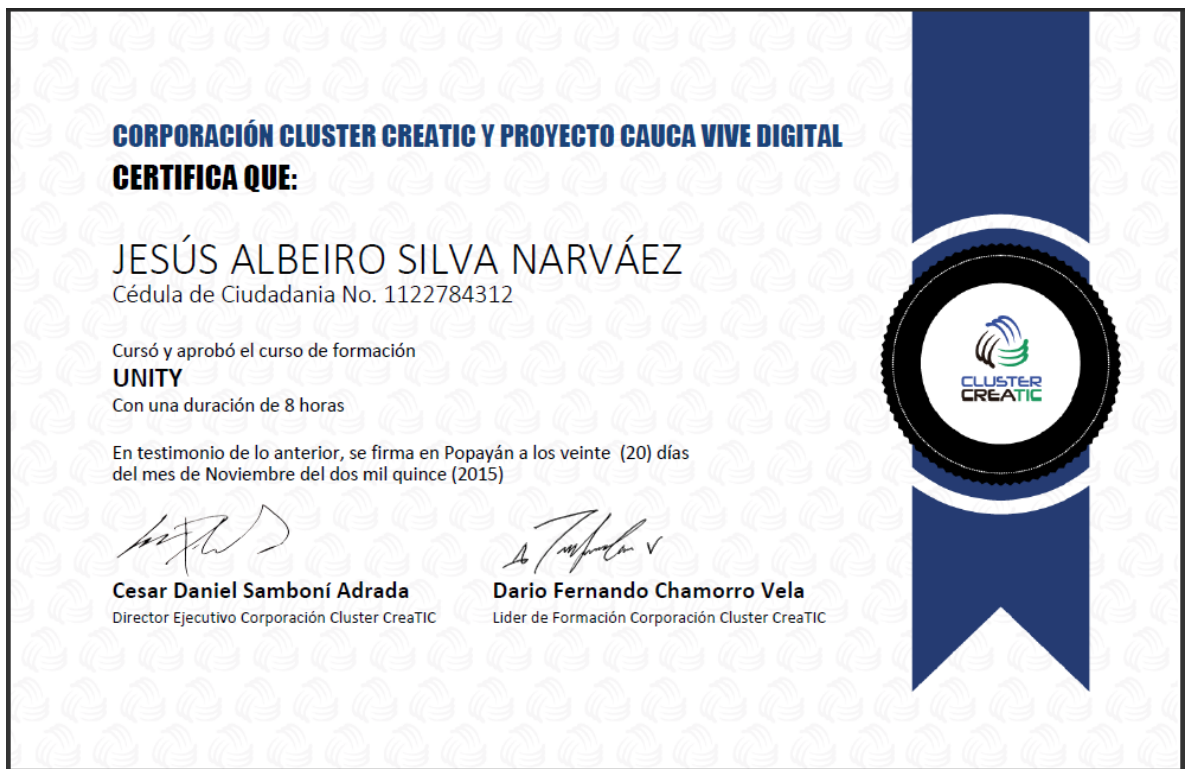 CORPORACIÓN CLUSTER CREATIC Y PROYECTO CAUCA VIVE DIGITAL
CERTIFICA QUE:
JESÚS ALBEIRO SILVA NARVÁEZ
Cédula de Ciudadania No. 1122784312
Cursó y aprobó el curso de formación
UNITY
Con una duración de 8 horas
En testimonio de lo anterior, se firma en Popayán a los veinte (20) días
del mes de Noviembre del dos mil quince (2015)
Cesar Daniel Samboní Adrada
Director Ejecutivo Corporación Cluster CreaTIC
Dario Fernando Chamorro Vela
Lider de Formación Corporación Cluster CreaTIC
CLUSTER
CREATIC